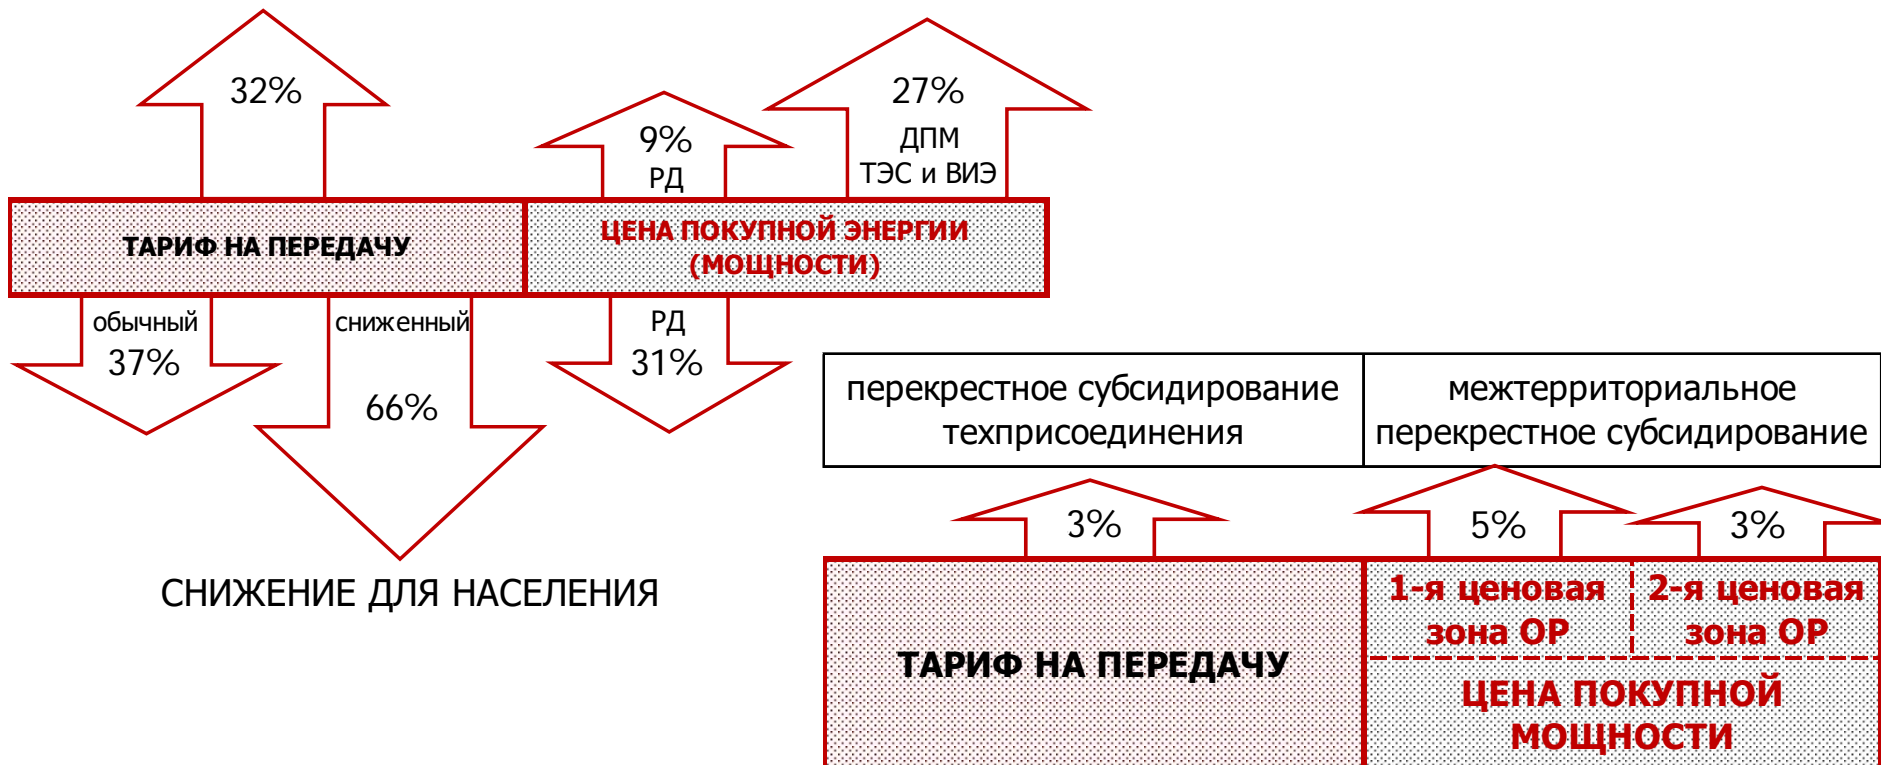 32%
9%
РД
27%
ДПМ
ТЭС и ВИЭ
ТАРИФ НА ПЕРЕДАЧУ
ЦЕНА ПОКУПНОЙ ЭНЕРГИИ
(МОЩНОСТИ)
обычный
37%
сниженный
66%
РД
31%
СНИЖЕНИЕ ДЛЯ НАСЕЛЕНИЯ
перекрестное субсидирование
техприсоединения
межтерриториальное
перекрестное субсидирование
3%
5%
3%
ТАРИФ НА ПЕРЕДАЧУ
1-я ценовая
зона ОР
2-я ценовая
зона ОР
ЦЕНА ПОКУПНОЙ
МОЩНОСТИ